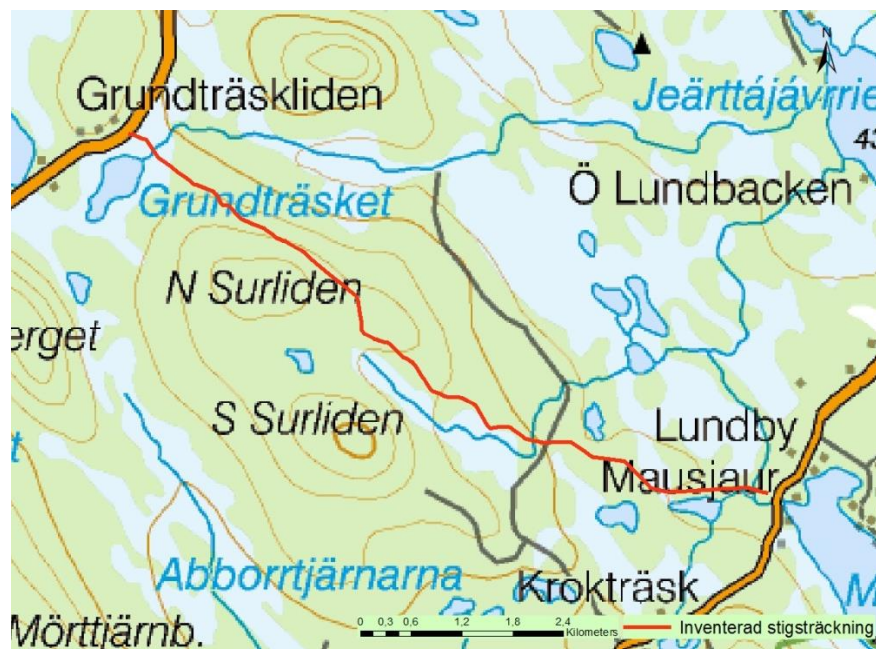 N
Grundträskliden
Jeärttájávrrie
43
Ö Lundbacken
Grundträsket
N Surliden
erget
S Surliden
Lundby
Mausjaur
t
Abborrtjärnarna
Krokträsk
M
Mörttjärnb.
0 0,3 0,6 1,2 1,8 2,4
Kilometers
Inventerad stigsträckning